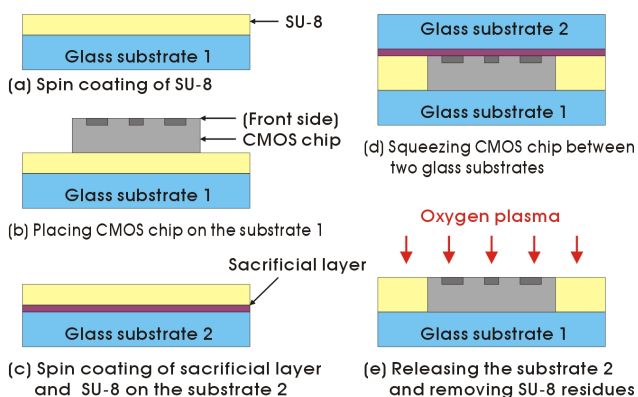 SU-8
Glass substrate 1
(a) Spin coating of SU-8
(Front side)
CMOS chip
Glass substrate 1
(b) Placing CMOS chip on the substrate 1
Sacrificial layer
Glass substrate 2
(c) Spin coating of sacrificial layer
and SU-8 on the substrate 2
Glass substrate 2
Glass substrate 1
(d) Squeezing CMOS chip between
two glass substrates
Oxygen plasma
Glass substrate 1
(e) Releasing the substrate 2
and removing SU-8 residues